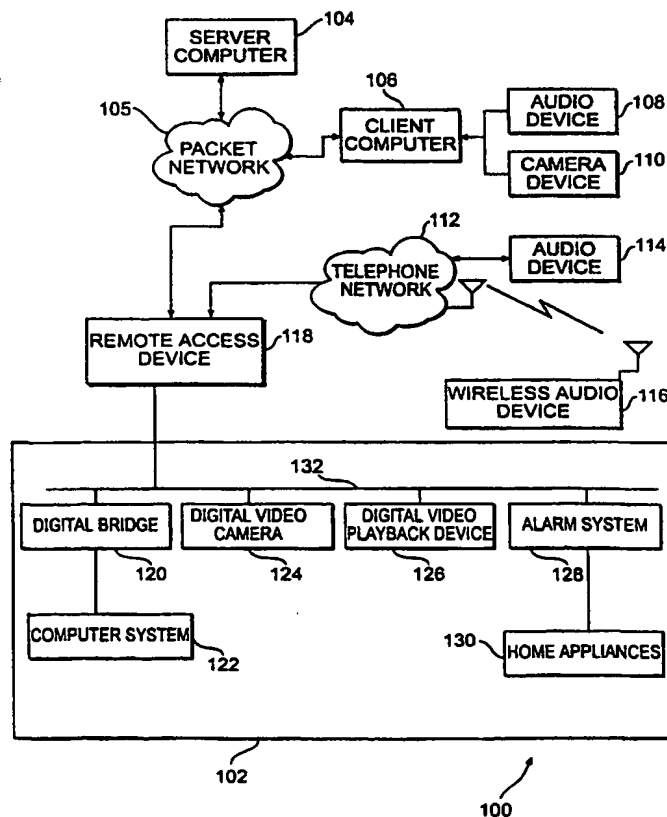 104
SERVER
COMPUTER
105
PACKET
NETWORK
106
CLIENT
COMPUTER
AUDIO
DEVICE
108
CAMERA
DEVICE
110
112
TELEPHONE
NETWORK
AUDIO
DEVICE
114
REMOTE ACCESS
DEVICE
118
WIRELESS AUDIO
DEVICE
116
132
DIGITAL BRIDGE
DIGITAL VIDEO
CAMERA
DIGITAL VIDEO
PLAYBACK DEVICE
ALARM SYSTEM
120
124
126
128
COMPUTER SYSTEM
122
130
HOME APPLIANCES
102
100